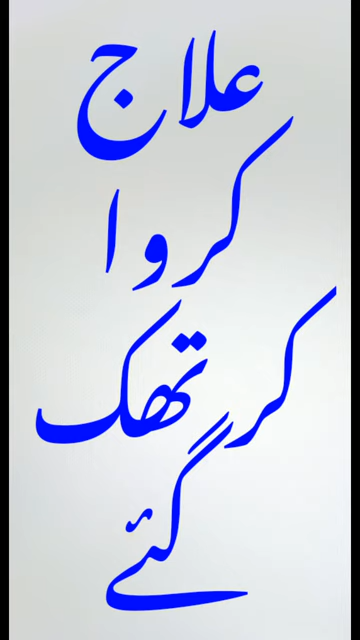 علاج
کروا
کر تھک
گئے